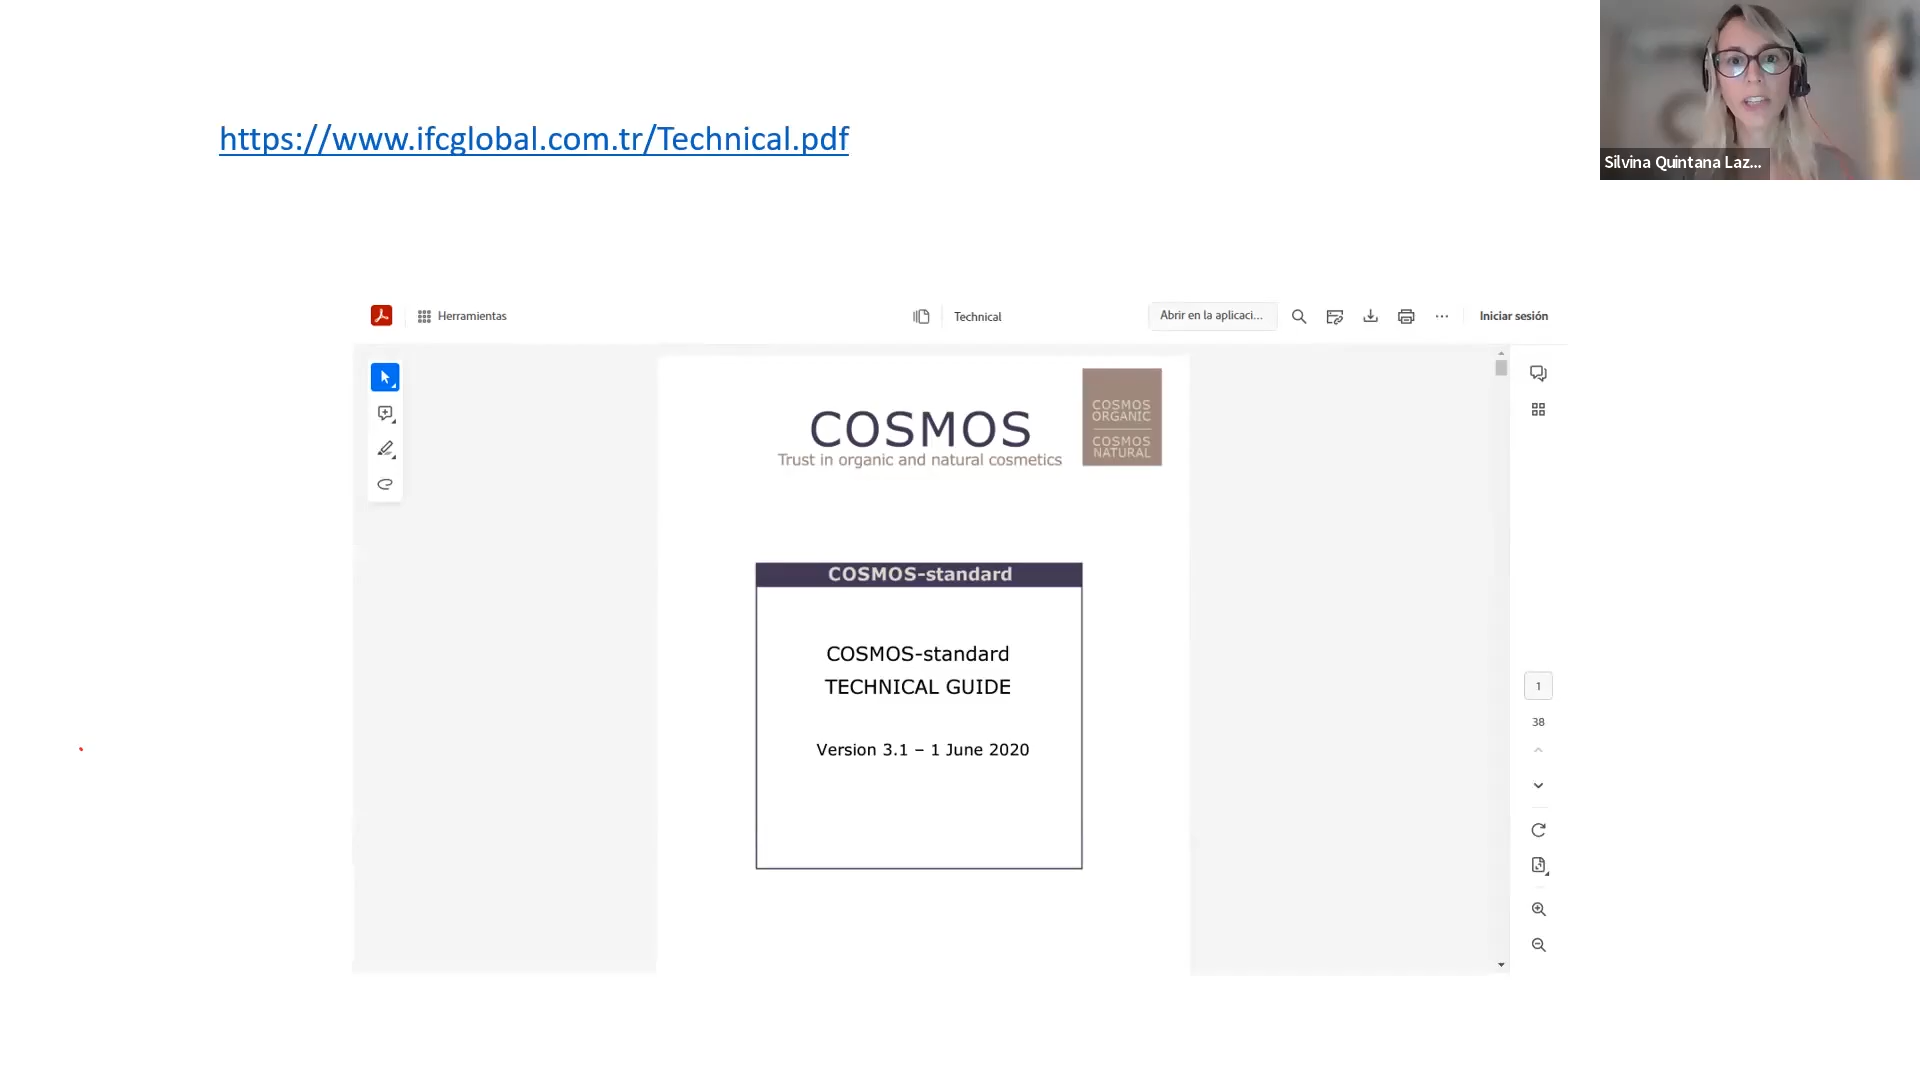 https://www.ifcglobal.com.tr/Technical.pdf
Silvina Quintana Laz...
Herramientas
Technical
Abrir en la aplicaci...
Iniciar sesión
COSMOS
Trust in organic and natural cosmetics
COSMOS
ORGANIC
COSMOS
NATURAL
COSMOS-standard
COSMOS-standard
TECHNICAL GUIDE
Version 3.1 – 1 June 2020
1
38